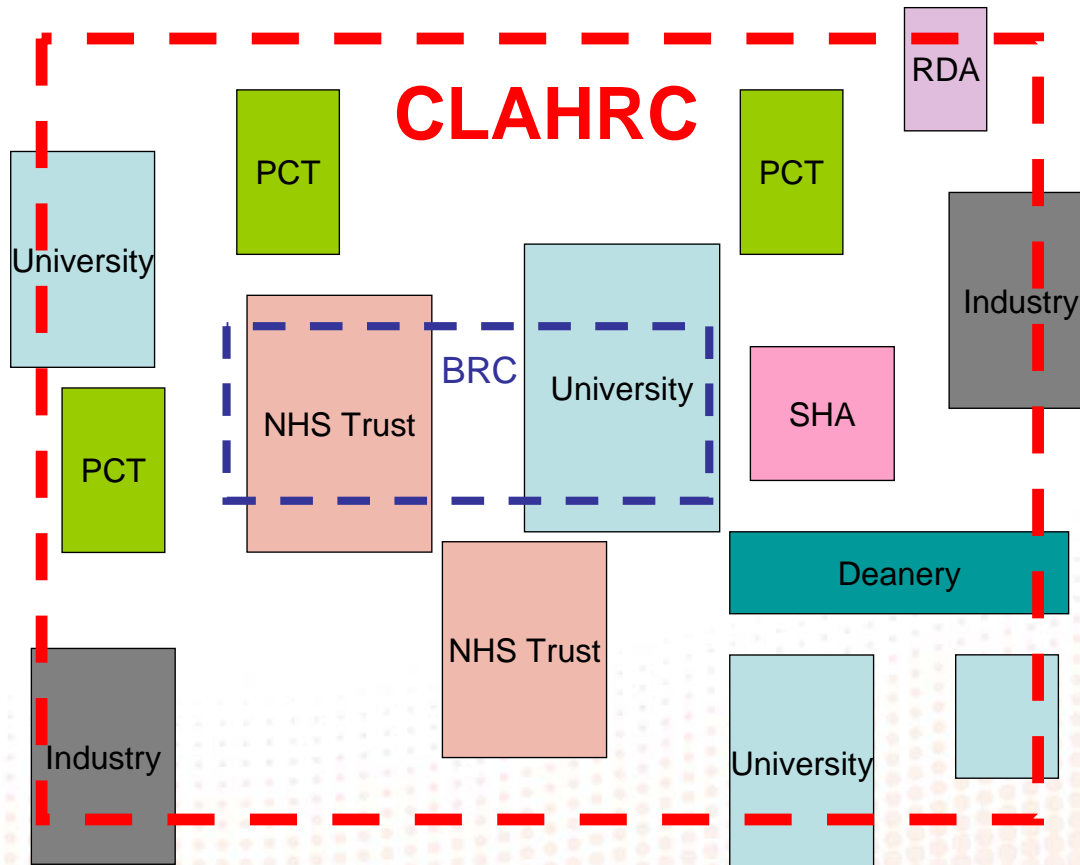 RDA
CLAHRC
PCT
PCT
University
Industry
BRC
University
NHS Trust
SHA
PCT
Deanery
NHS Trust
Industry
University